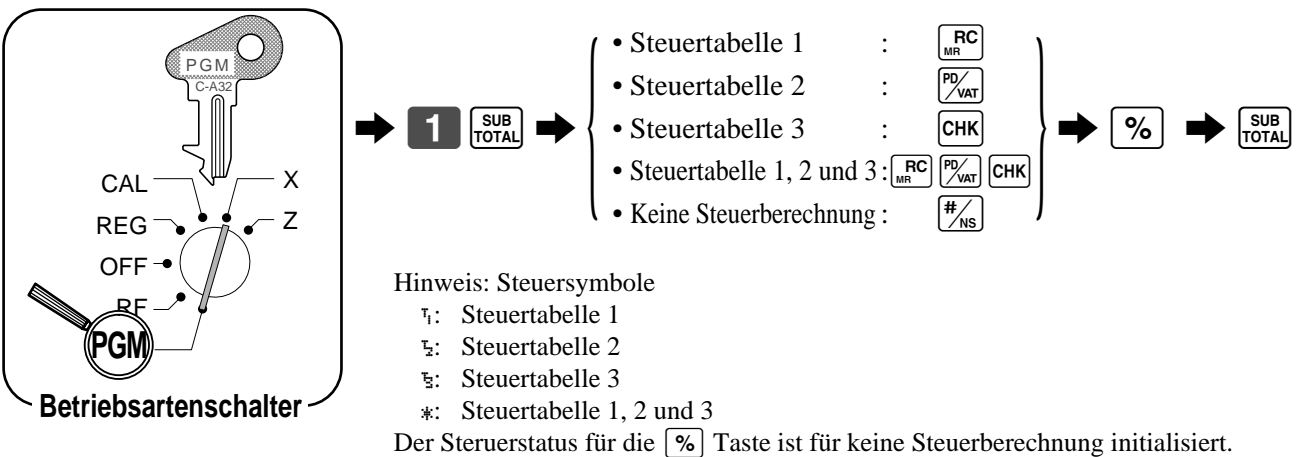 PGM
C-A32
CAL
X
REG
Z
OFF
RF
PGM
Betriebsartenschalter
1 SUB TOTAL
• Steuertabelle 1 : RC MR
• Steuertabelle 2 : PD/VAT
• Steuertabelle 3 : CHK
• Steuertabelle 1, 2 und 3 : RC MR PD/VAT CHK
• Keine Steuerberechnung : #/NS
%
SUB TOTAL
Hinweis: Steuersymbole
T1: Steuertabelle 1
T2: Steuertabelle 2
T3: Steuertabelle 3
*: Steuertabelle 1, 2 und 3
Der Steruerstatus für die % Taste ist für keine Steuerberechnung initialisiert.